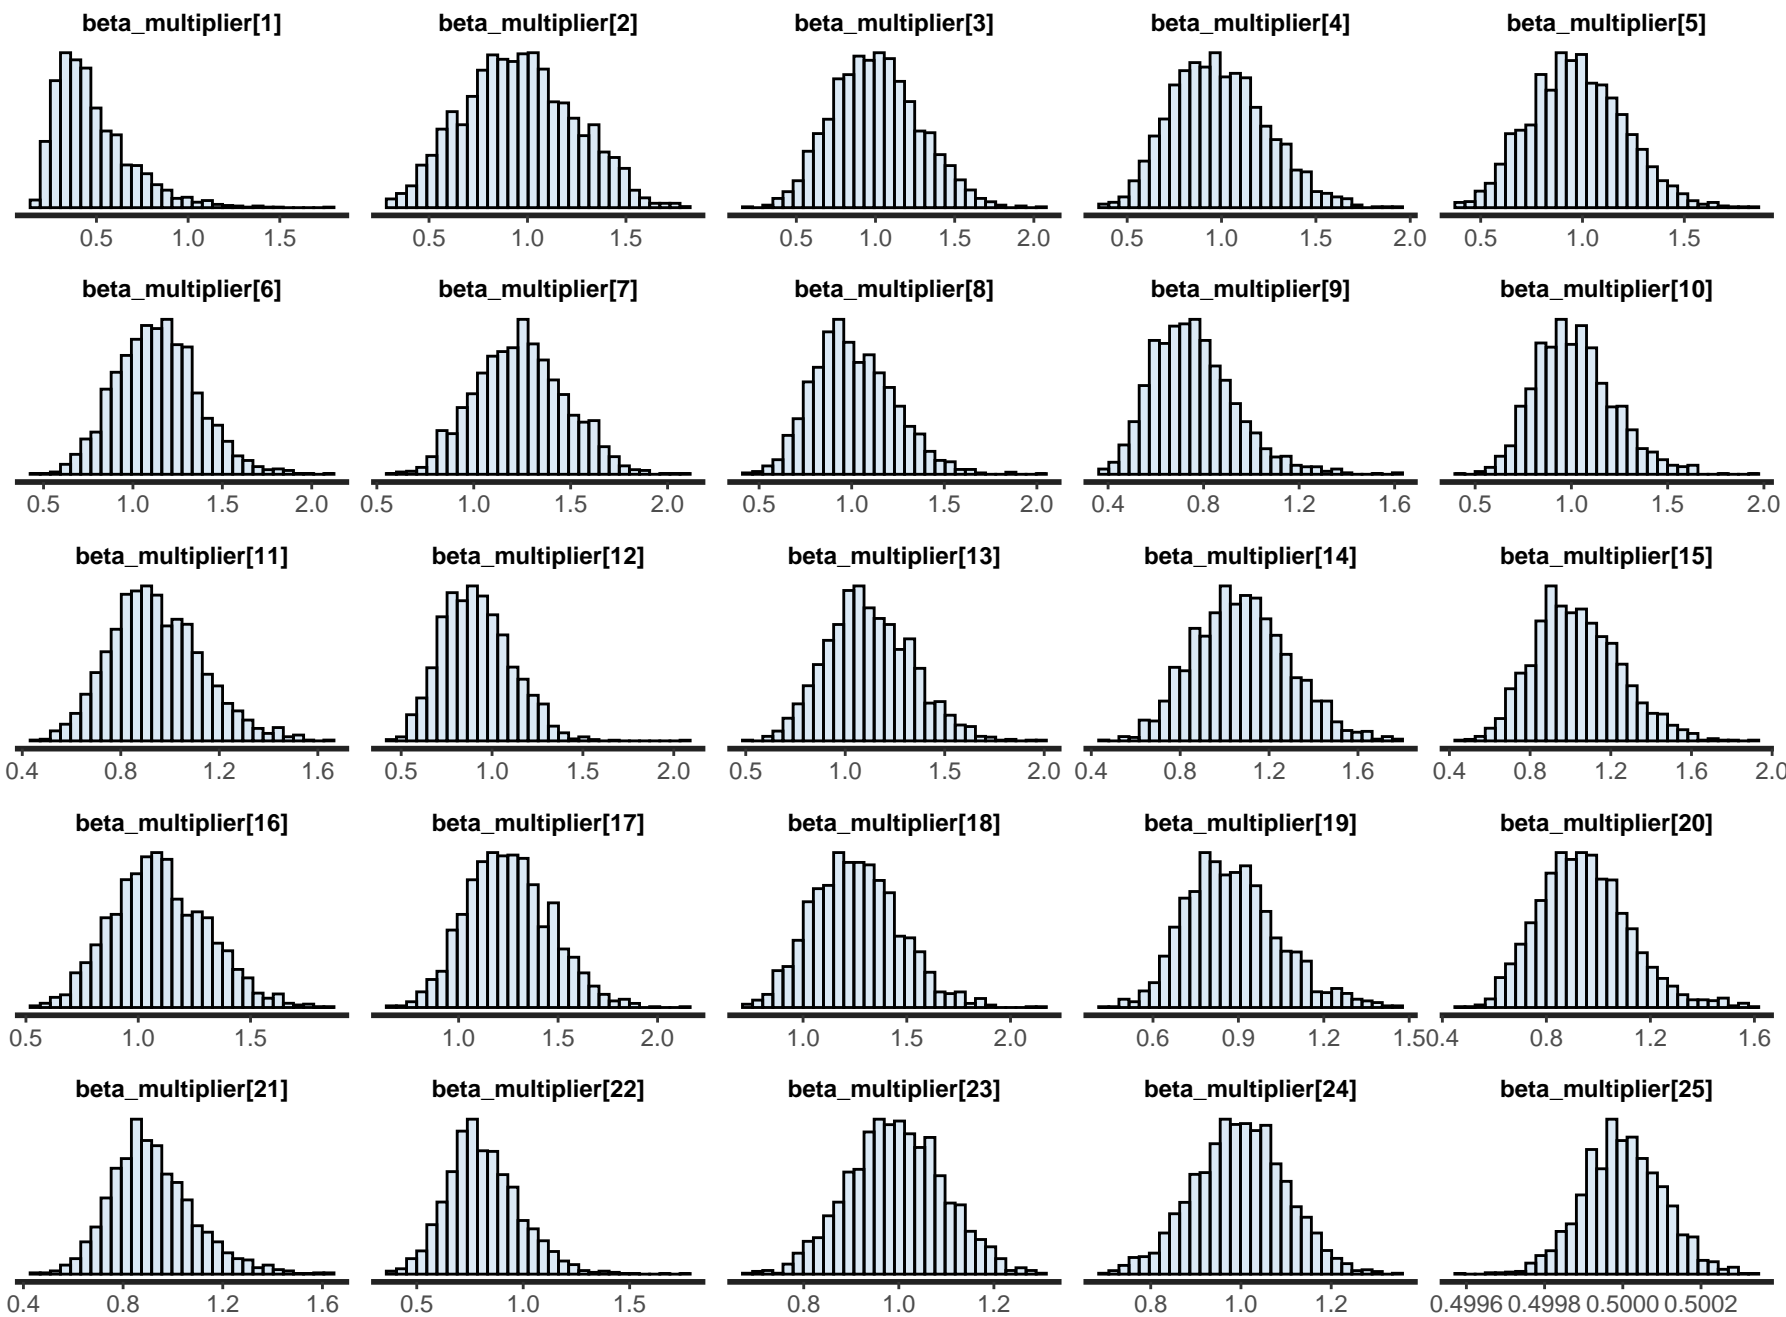 beta_multiplier[1] beta_multiplier[2] beta_multiplier[3] beta_multiplier[4] beta_multiplier[5]
0.5 1.0 1.5 0.5 1.0 1.5 0.5 1.0 1.5 2.0 0.5 1.0 1.5 2.0 0.5 1.0 1.5
beta_multiplier[6] beta_multiplier[7] beta_multiplier[8] beta_multiplier[9] beta_multiplier[10]
0.5 1.0 1.5 2.0 0.5 1.0 1.5 2.0 0.5 1.0 1.5 2.0 0.4 0.8 1.2 1.6 0.5 1.0 1.5 2.0
beta_multiplier[11] beta_multiplier[12] beta_multiplier[13] beta_multiplier[14] beta_multiplier[15]
0.4 0.8 1.2 1.6 0.5 1.0 1.5 2.0 0.5 1.0 1.5 2.0 0.4 0.8 1.2 1.6 0.4 0.8 1.2 1.6 2.0
beta_multiplier[16] beta_multiplier[17] beta_multiplier[18] beta_multiplier[19] beta_multiplier[20]
0.5 1.0 1.5 1.0 1.5 2.0 1.0 1.5 2.0 0.6 0.9 1.2 1.5 0.4 0.8 1.2 1.6
beta_multiplier[21] beta_multiplier[22] beta_multiplier[23] beta_multiplier[24] beta_multiplier[25]
0.4 0.8 1.2 1.6 0.5 1.0 1.5 0.8 1.0 1.2 0.8 1.0 1.2 0.4996 0.4998 0.5000 0.5002